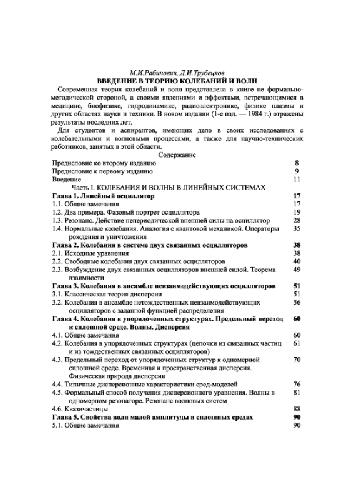 М.И.Рабинович, Д.И.Трубецков
ВВЕДЕНИЕ В ТЕОРИЮ КОЛЕБАНИЙ И ВОЛН
Современная теория колебаний и волн представлена в книге не формально-
методической стороной, а своими явлениями и эффектами, встречающимися в
медицине, биофизике, гидродинамике, радиоэлектронике, физике плазмы и
других областях науки и техники. В новом издании (1-е изд. — 1984 г.) отражены
результаты последних лет.
Для студентов и аспирантов, имеющих дело в своих исследованиях с
колебательными и волновыми процессами, а также для научно-технических
работников, занятых в этой области.
Содержание
Предисловие ко второму изданию 8
Предисловие к первому изданию 9
Введение 11
Часть I. КОЛЕБАНИЯ И ВОЛНЫ В ЛИНЕЙНЫХ СИСТЕМАХ
Глава 1. Линейный осциллятор 17
1.1. Общие замечания 17
1.2. Два примера. Фазовый портрет осциллятора 19
1.3. Резонанс. Действие непериодической внешней силы на осциллятор 28
1.4. Нормальные колебания. Аналогия с квантовой механикой. Операторы 35
рождения и уничтожения
Глава 2. Колебания в системе двух связанных осцилляторов 38
2.1. Исходные уравнения 38
2.2. Свободные колебания двух связанных осцилляторов 40
2.3. Возбуждение двух связанных осцилляторов внешней силой. Теорема 49
взаимности
Глава 3. Колебания в ансамбле невзаимодействующих осцилляторов 51
3.1. Классическая теория дисперсии 51
3.2. Колебания в ансамбле нетождественных невзаимодействующих 56
осцилляторов с заданной функцией распределения
Глава 4. Колебания в упорядоченных структурах. Предельный переход 60
к сплошной среде. Волны. Дисперсия
4.1. Общие замечания 60
4.2. Колебания в упорядоченных структурах (цепочки из связанных частиц 61
и из тождественных связанных осцилляторов)
4.3. Предельный переход от упорядоченных структур к одномерной 70
сплошной среде. Временная и пространственная дисперсия.
Физическая природа дисперсии
4.4. Типичные дисперсионные характеристики сред-моделей 76
4.5. Формальный способ получения дисперсионного уравнения. Волны в 81
одномерном резонаторе. Резонанс волновых систем
4.6. Квазичастицы 88
Глава 5. Свойства волн малой амплитуды в сплошных средах 90
5.1. Общие замечания 90